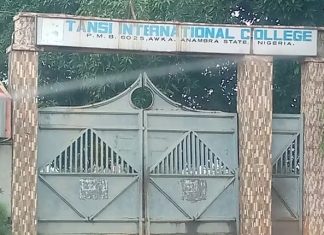 TANSI INTERNATIONAL COLLEGE
P.M.B. 6025, AWKA, ANAMBRA STATE, NIGERIA.